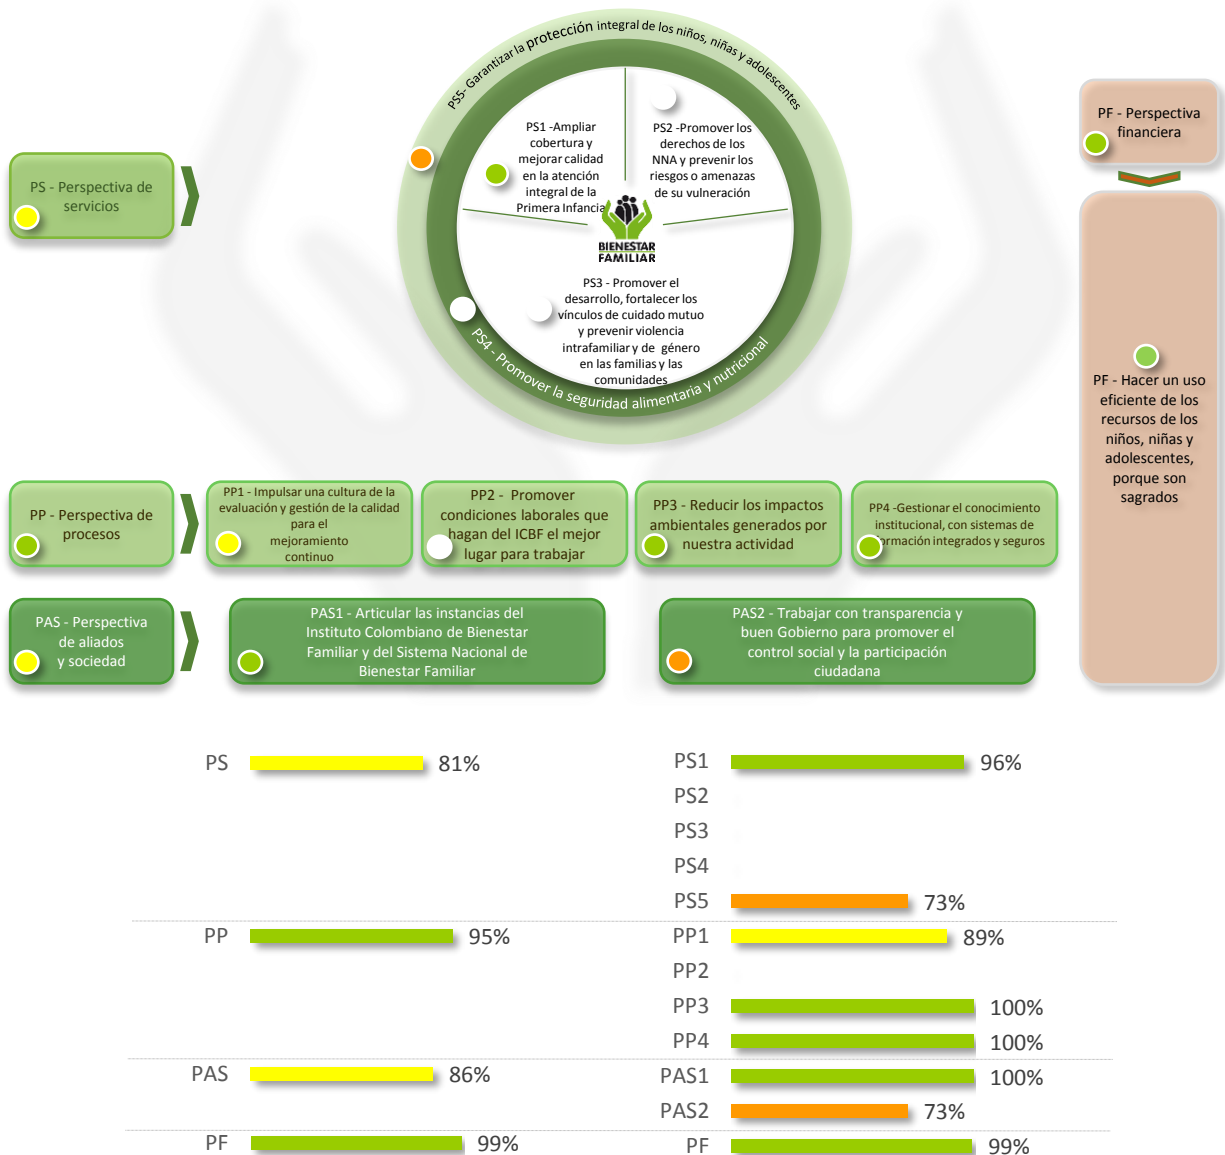 PS5- Garantizar la protección integral de los niños, niñas y adolescentes
PS1 -Ampliar
cobertura y
mejorar calidad
en la atención
integral de la
Primera Infancia
PS2 -Promover los
derechos de los
NNA y prevenir los
riesgos o amenazas
de su vulneración
BIENESTAR
FAMILIAR
PS3 - Promover el
desarrollo, fortalecer los
vínculos de cuidado mutuo
y prevenir violencia
intrafamiliar y de género
en las familias y las
comunidades
PS4 - Promover la seguridad alimentaria y nutricional
PS - Perspectiva de
servicios
PF - Perspectiva
financiera
PF - Hacer un uso
eficiente de los
recursos de los
niños, niñas y
adolescentes,
porque son
sagrados
PP - Perspectiva de
procesos
PP1 - Impulsar una cultura de la
evaluación y gestión de la calidad
para el
mejoramiento
continuo
PP2 - Promover
condiciones laborales que
hagan del ICBF el mejor
lugar para trabajar
PP3 - Reducir los impactos
ambientales generados por
nuestra actividad
PP4 -Gestionar el conocimiento
institucional, con sistemas de
formación integrados y seguros
PAS - Perspectiva
de aliados
y sociedad
PAS1 - Articular las instancias del
Instituto Colombiano de Bienestar
Familiar y del Sistema Nacional de
Bienestar Familiar
PAS2 - Trabajar con transparencia y
buen Gobierno para promover el
control social y la participación
ciudadana
PS 81%
PS1 96%
PS2
PS3
PS4
PS5 73%
PP 95%
PP1 89%
PP2
PP3 100%
PP4 100%
PAS 86%
PAS1 100%
PAS2 73%
PF 99%
PF 99%